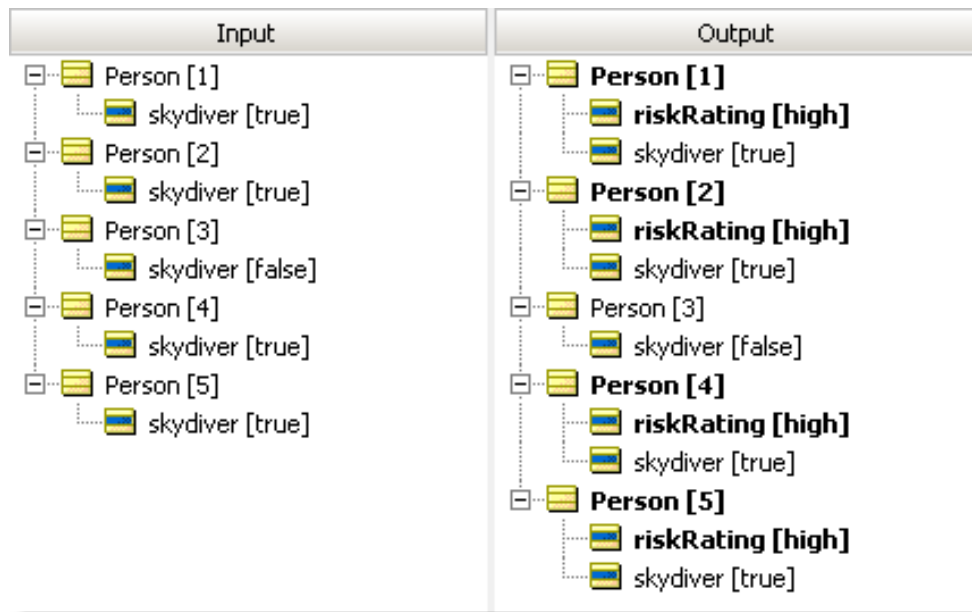 Input
Person [1]
skydiver [true]
Person [2]
skydiver [true]
Person [3]
skydiver [false]
Person [4]
skydiver [true]
Person [5]
skydiver [true]
Output
Person [1]
riskRating [high]
skydiver [true]
Person [2]
riskRating [high]
skydiver [true]
Person [3]
skydiver [false]
Person [4]
riskRating [high]
skydiver [true]
Person [5]
riskRating [high]
skydiver [true]